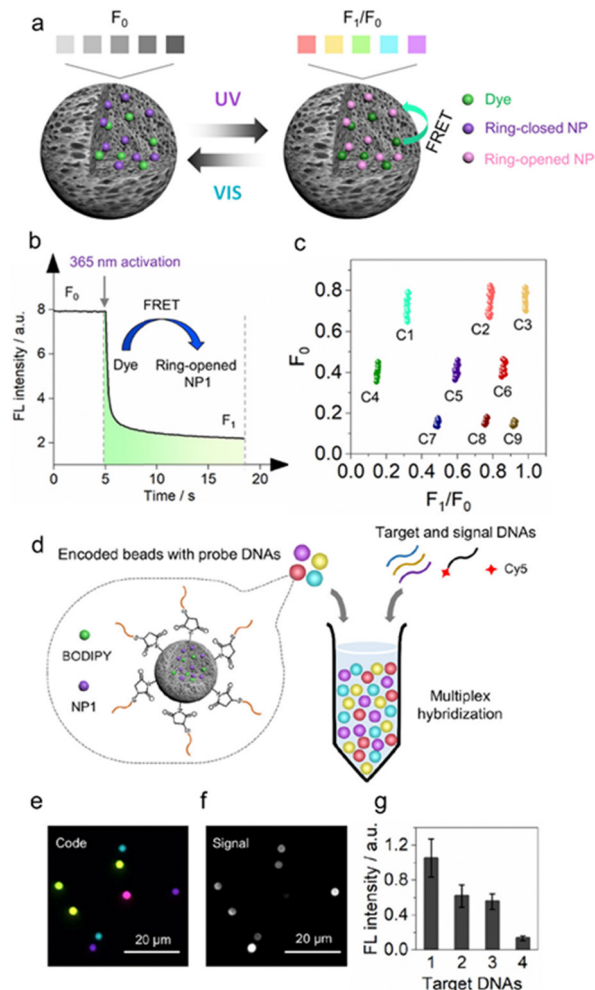 a
F₀
F₁/F₀
UV
VIS
FRET
Dye
Ring-closed NP
Ring-opened NP
b
365 nm activation
F₀
FRET
Dye
Ring-opened
NP1
F₁
FL intensity / a.u.
8
6
4
2
0
5
10
15
20
Time / s
c
F₀
0.8
0.6
0.4
0.2
0.0
C1
C2
C3
C4
C5
C6
C7
C8
C9
0.0 0.2 0.4 0.6 0.8 1.0
F₁/F₀
d
Encoded beads with probe DNAs
Target and signal DNAs
Cy5
BODIPY
NP1
Multiplex
hybridization
e
Code
20 µm
f
Signal
20 µm
g
FL intensity / a.u.
1.2
0.8
0.4
0.0
1 2 3 4
Target DNAs